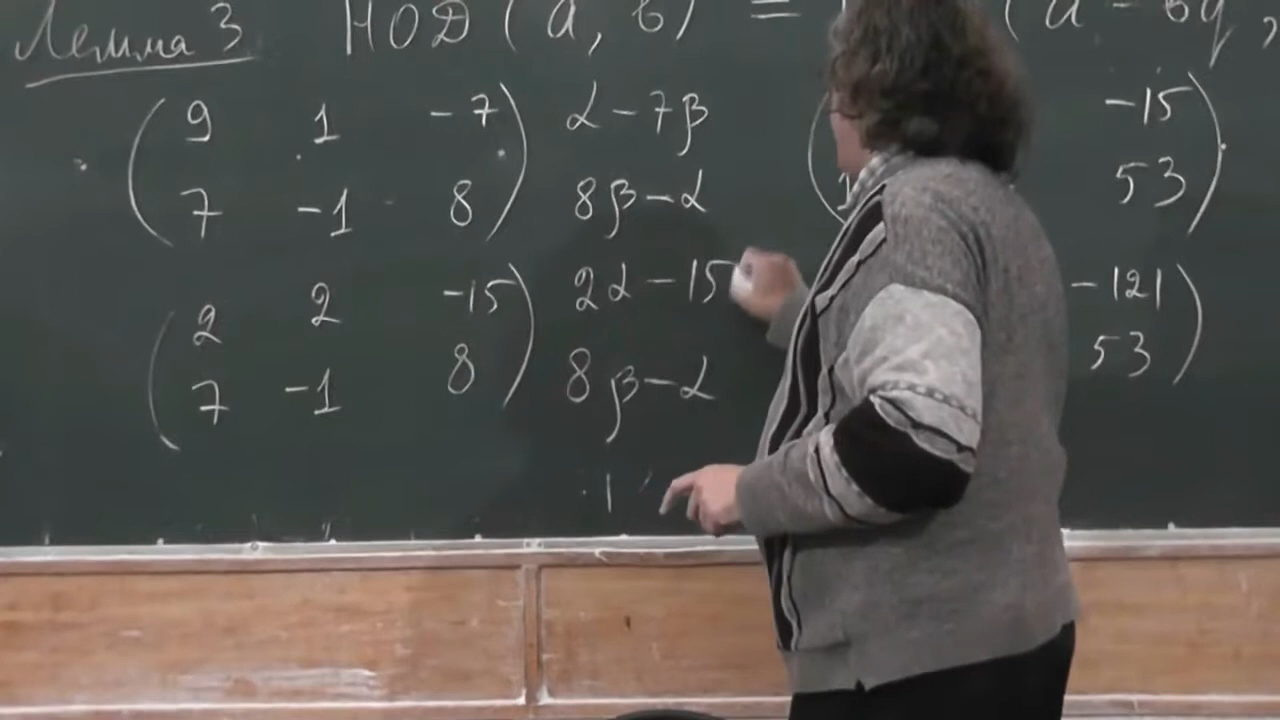 Лемма 3 НОД(a, b) = (a - bq,
( 9 1 -7 ) α - 7β -15 )
( 7 -1 8 ) 8β - α 53 )
( 2 2 -15 ) 2α - 15 -121 )
( 7 -1 8 ) 8β - α 53 )